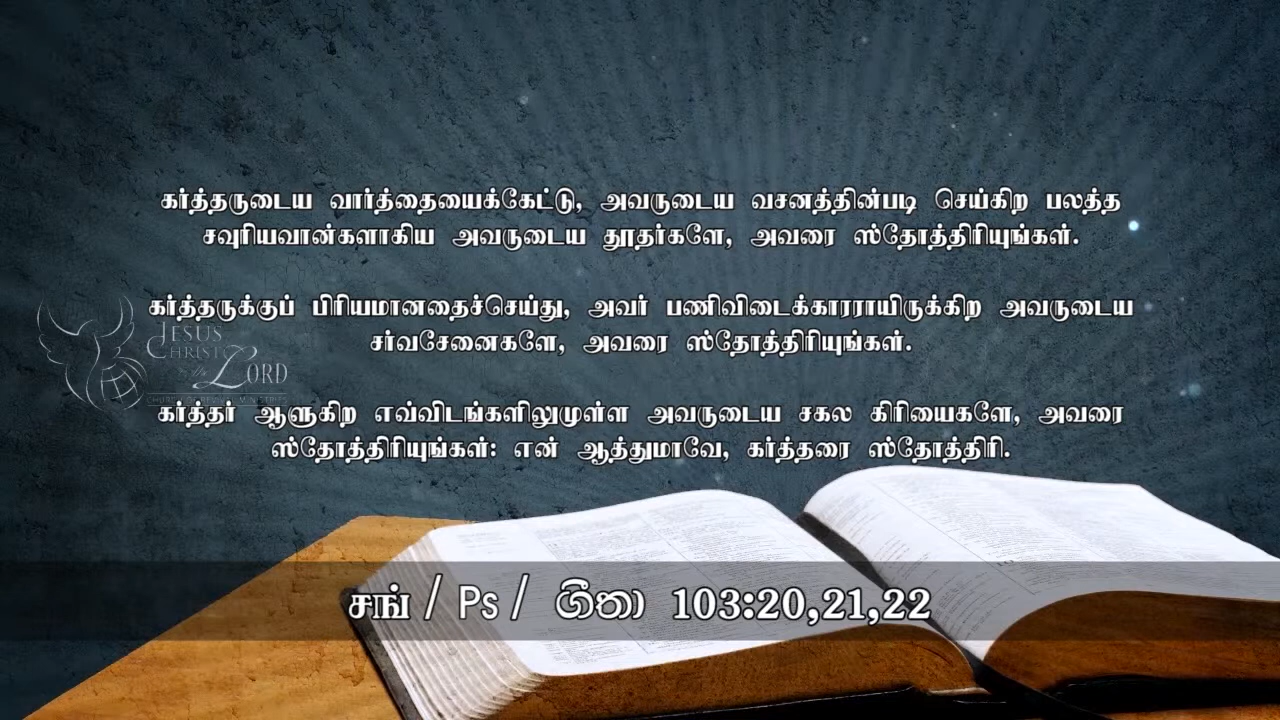 கர்த்தருடைய வார்த்தையைக்கேட்டு, அவருடைய வசனத்தின்படி செய்கிற பலத்த
சவுரியவான்களாகிய அவருடைய தூதர்களே, அவரை ஸ்தோத்திரியுங்கள்.
கர்த்தருக்குப் பிரியமானதைச்செய்து, அவர் பணிவிடைக்காரராயிருக்கிற அவருடைய
சர்வசேனைகளே, அவரை ஸ்தோத்திரியுங்கள்.
JESUS
CHRIST
is the LORD
கர்த்தர் ஆளுகிற எவ்விடங்களிலுமுள்ள அவருடைய சகல கிரியைகளே, அவரை
ஸ்தோத்திரியுங்கள்: என் ஆத்துமாவே, கர்த்தரை ஸ்தோத்திரி.
சங் / Ps / ගීතා 103:20,21,22